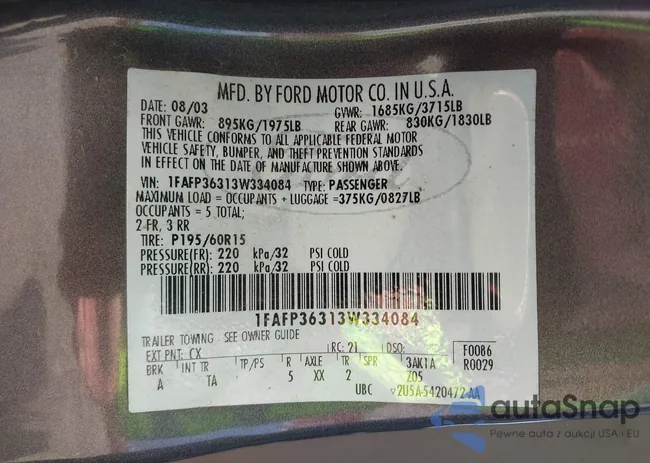 MFD. BY FORD MOTOR CO. IN U.S.A.
DATE: 08/03 GVWR: 1685KG/3715LB
FRONT GAWR: 895KG/1975LB REAR GAWR: 830KG/1830LB
THIS VEHICLE CONFORMS TO ALL APPLICABLE FEDERAL MOTOR
VEHICLE SAFETY, BUMPER, AND THEFT PREVENTION STANDARDS
IN EFFECT ON THE DATE OF MANUFACTURE SHOWN ABOVE.
VIN: 1FAFP36313W334084 TYPE: PASSENGER
MAXIMUM LOAD = OCCUPANTS + LUGGAGE =375KG/0827LB
OCCUPANTS = 5 TOTAL;
2 FR, 3 RR
TIRE: P195/60R15
PRESSURE(FR) 220 kPa/32 PSI COLD
PRESSURE(RR) 220 kPa/32 PSI COLD
1FAFP36313W334084
TRAILER TOWING - SEE OWNER GUIDE
EXT PNT: CX RC: 21 DSO: F0086
BRK INT TR TP/PS R AXLE TR SPR 3AK1A R0029
A TA 5 XX 2 Z05
UBC 2U5A-5420472-AA
autaSnap
Pewne auta z aukcji USA i EU